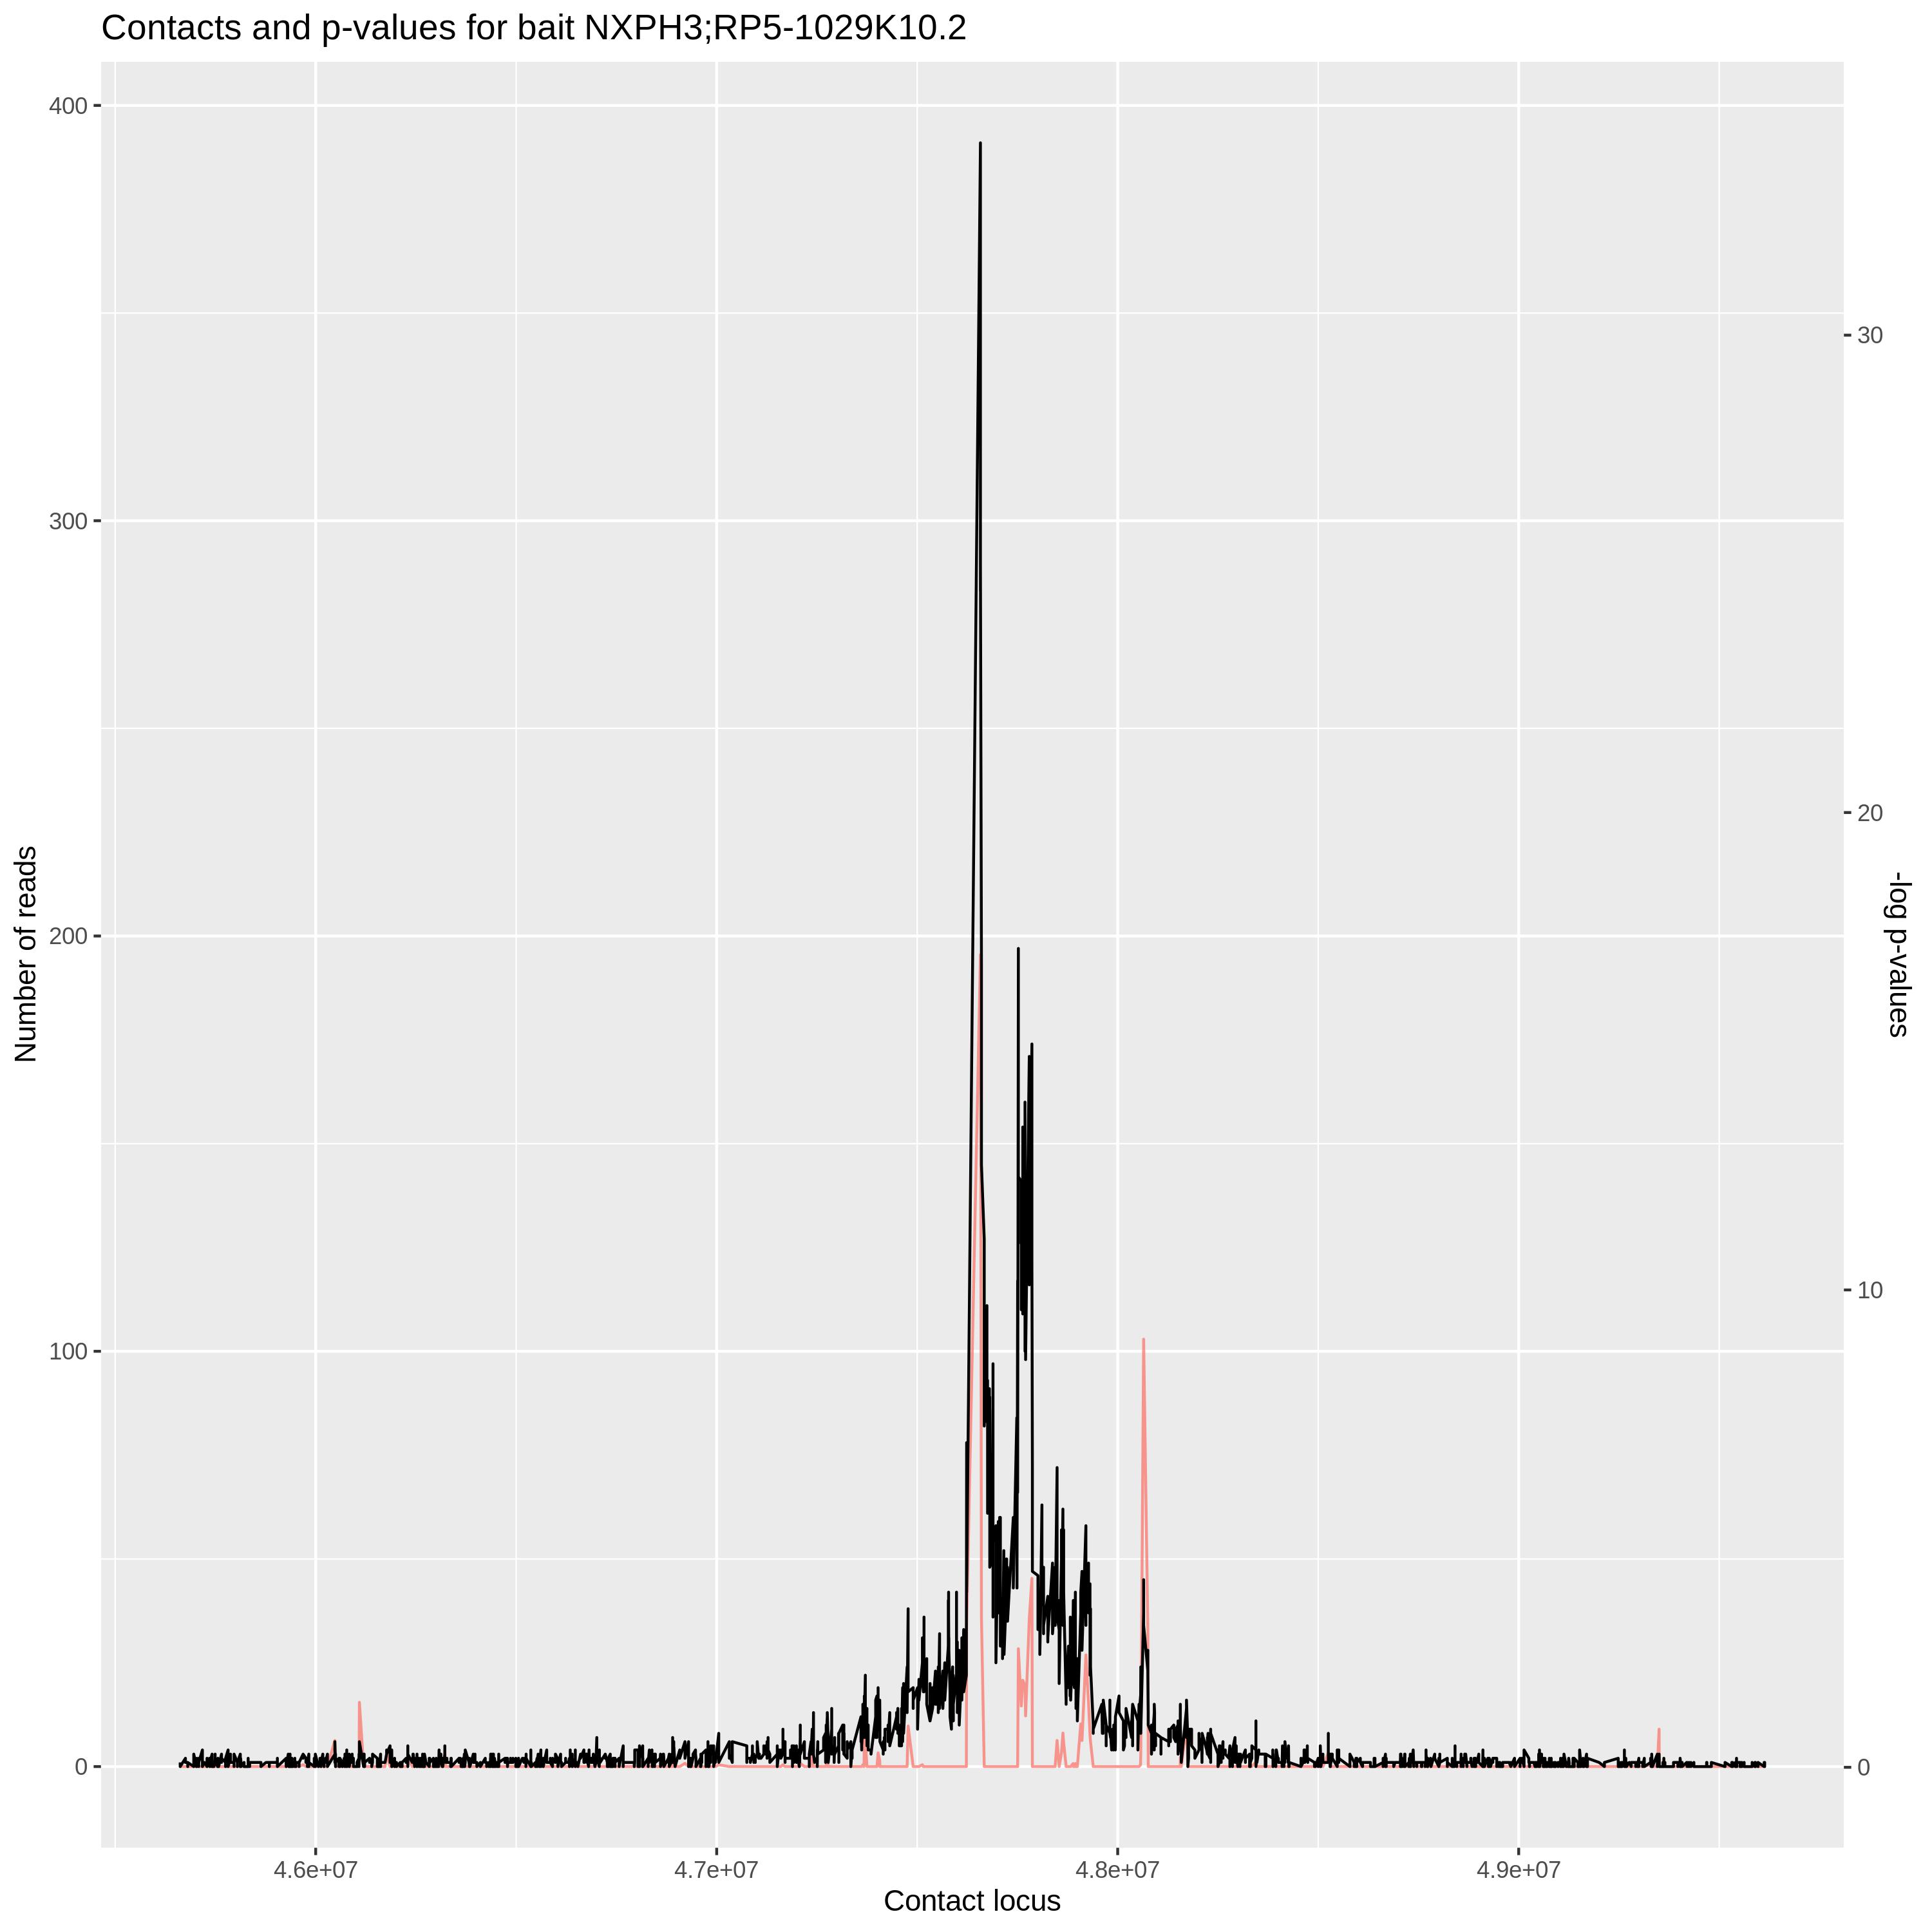 Contacts and p-values for bait NXPH3;RP5-1029K10.2
400
300
200
100
0
Number of reads
30
20
10
0
-log p-values
4.6e+07 4.7e+07 4.8e+07 4.9e+07
Contact locus